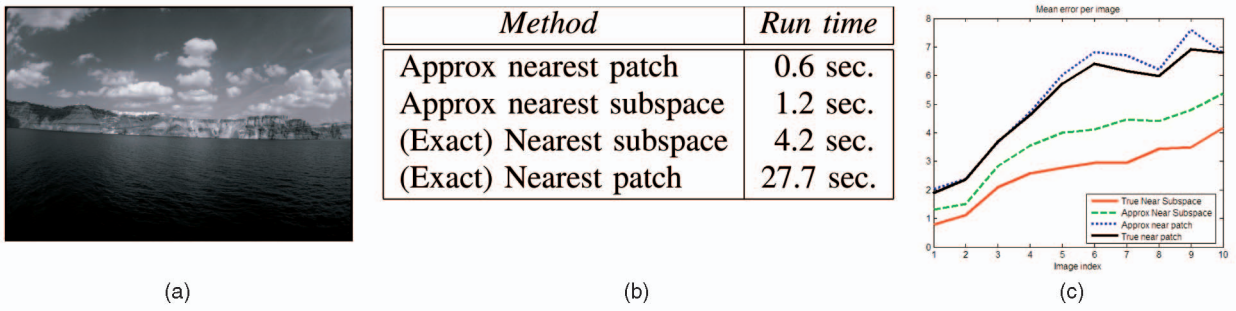 Method Run time
Approx nearest patch 0.6 sec.
Approx nearest subspace 1.2 sec.
(Exact) Nearest subspace 4.2 sec.
(Exact) Nearest patch 27.7 sec.
Mean error per image
8
7
6
5
4
3
2
1
0
True Near Subspace
Approx Near Subspace
Approx near patch
True near patch
1 2 3 4 5 6 7 8 9 10
Image index
(a) (b) (c)